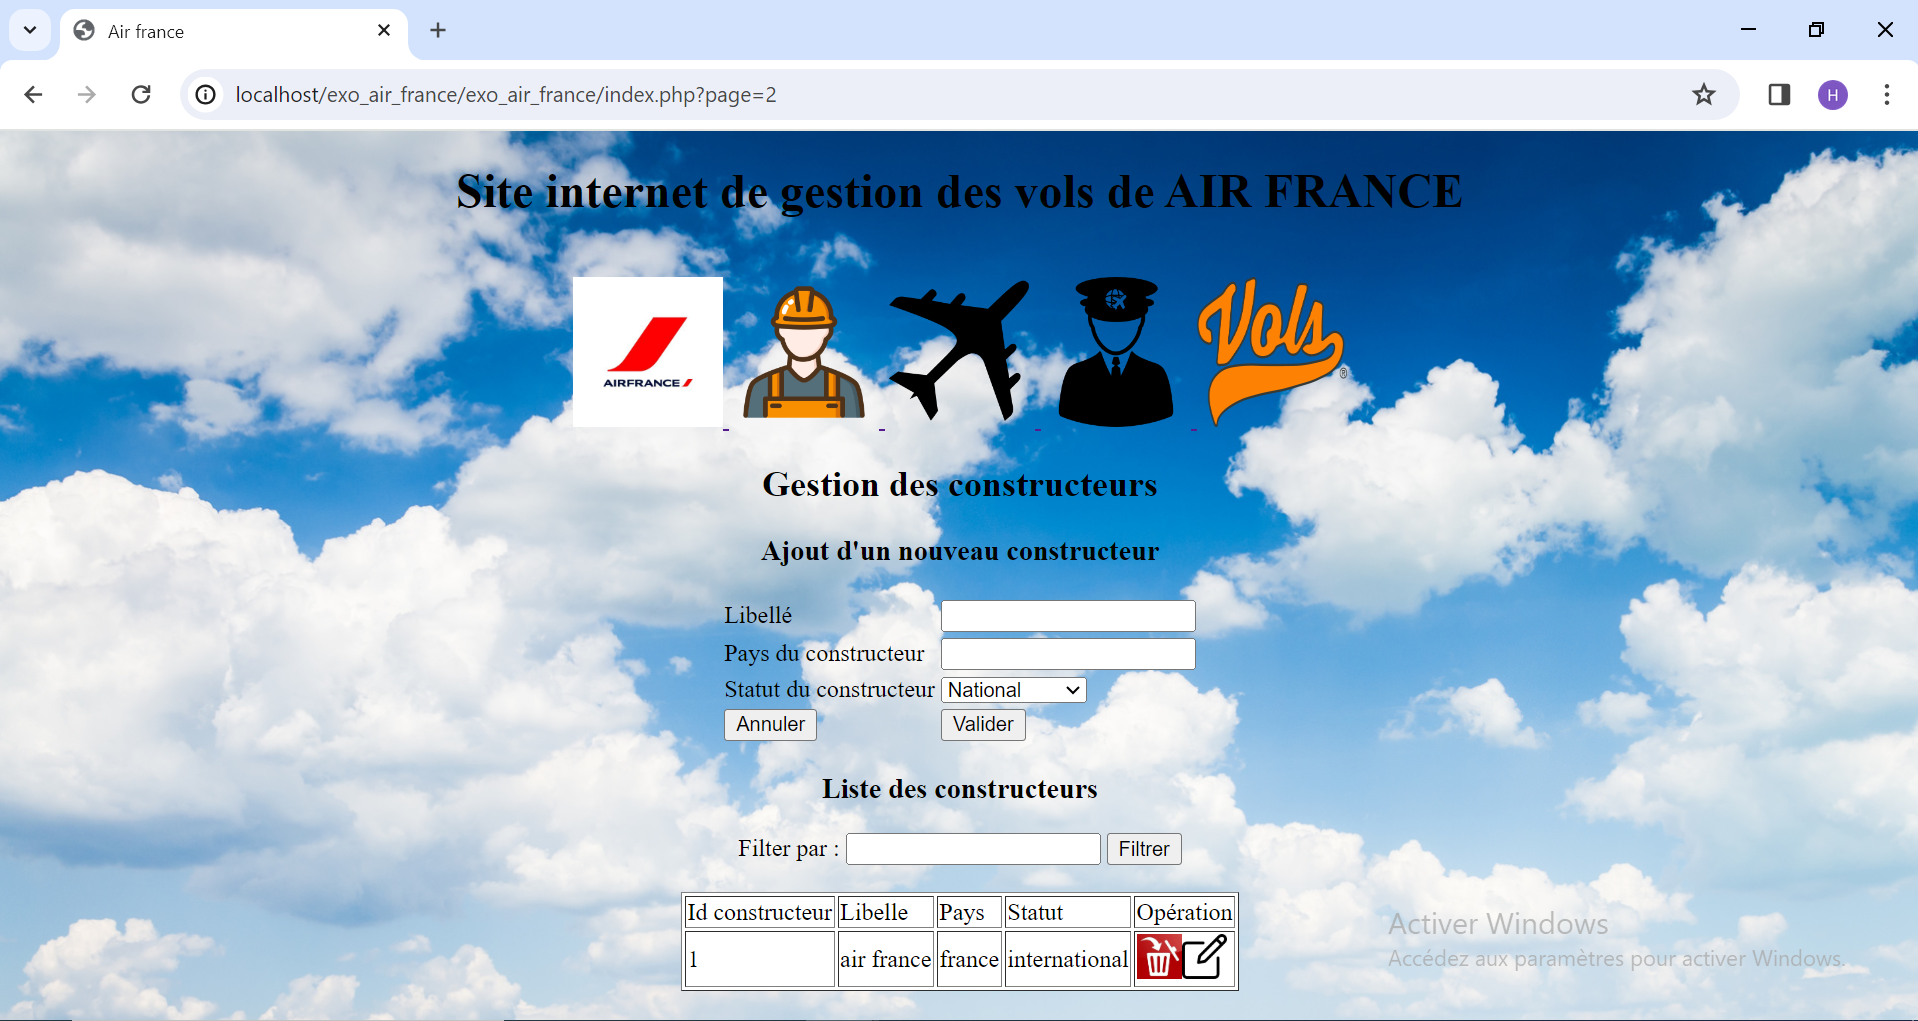 Air france
localhost/exo_air_france/exo_air_france/index.php?page=2
H
Site internet de gestion des vols de AIR FRANCE
AIRFRANCE
Vols
®
Gestion des constructeurs
Ajout d'un nouveau constructeur
Libellé
Pays du constructeur
Statut du constructeur National
Annuler Valider
Liste des constructeurs
Filter par : Filtrer
Id constructeur Libelle Pays Statut Opération
1 air france france international
Activer Windows
Accédez aux paramètres pour activer Windows.